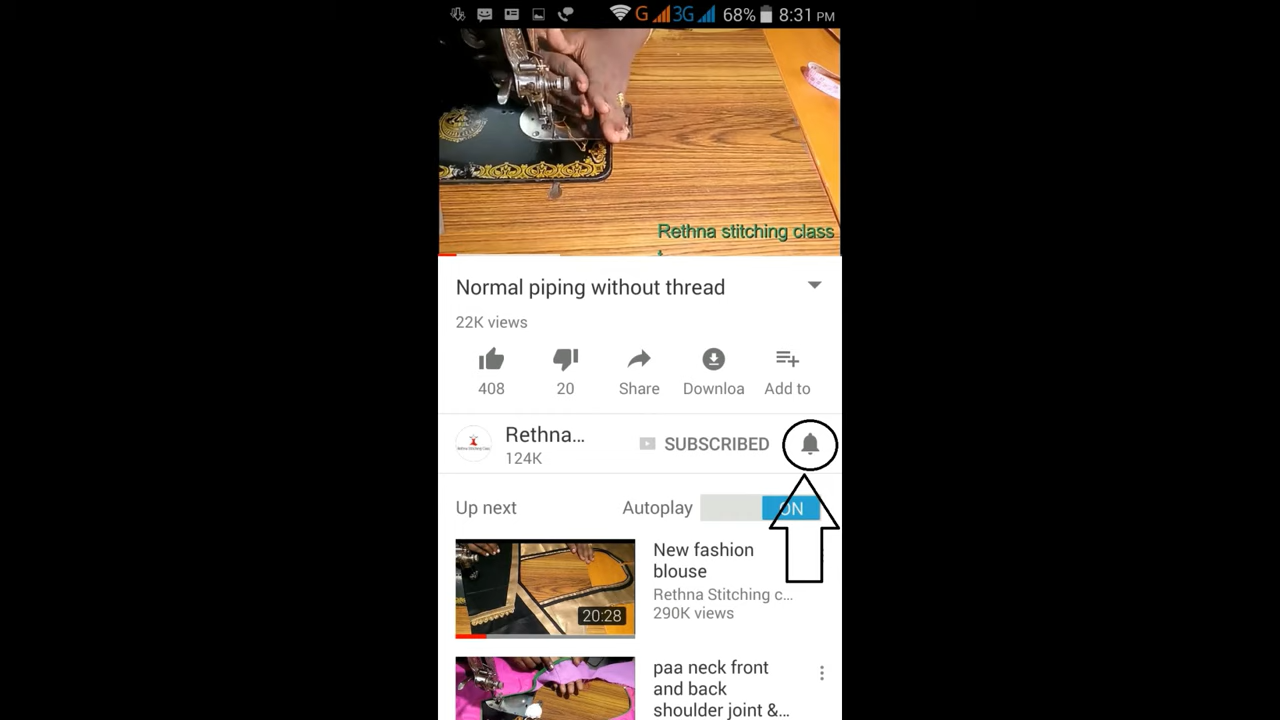 G 3G 68% 8:31 PM
Rethna stitching class
Normal piping without thread
22K views
408 20 Share Downloa Add to
Rethna… SUBSCRIBED
124K
Up next Autoplay ON
New fashion
blouse
Rethna Stitching c…
290K views
20:28
paa neck front
and back
shoulder joint &…